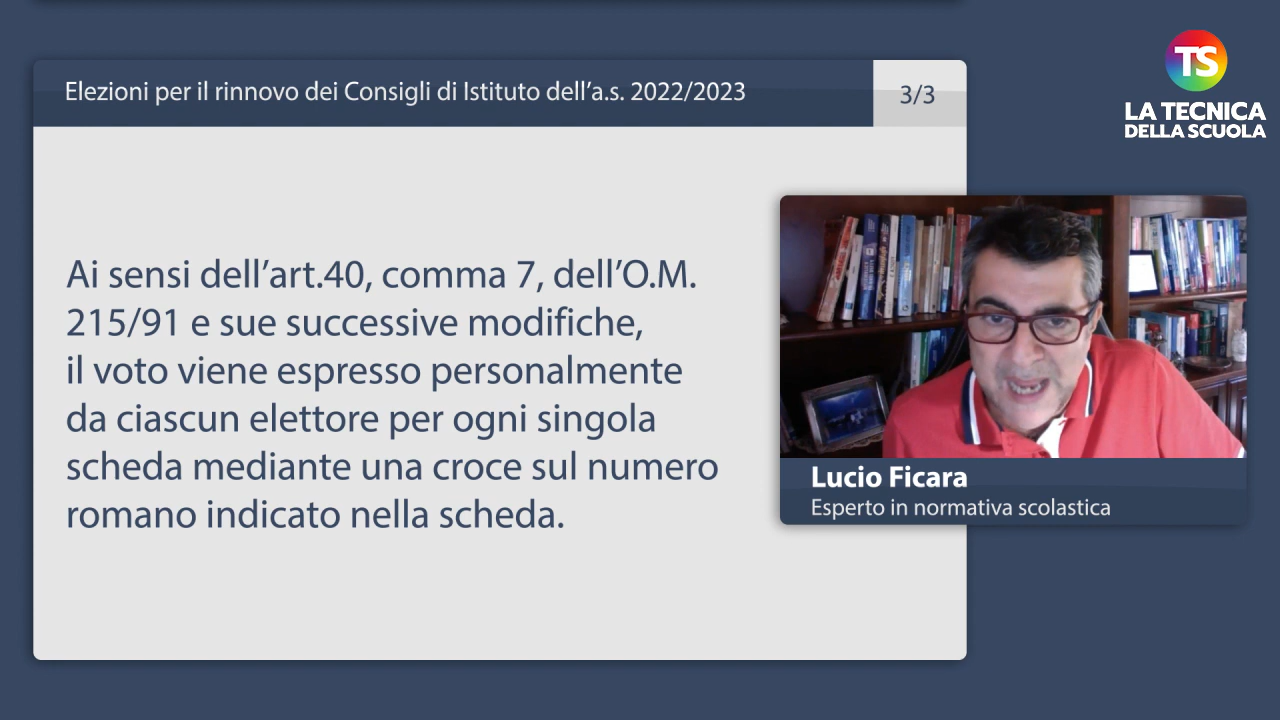 Elezioni per il rinnovo dei Consigli di Istituto dell'a.s. 2022/2023
3/3
TS
LA TECNICA
DELLA SCUOLA
Ai sensi dell'art.40, comma 7, dell'O.M.
215/91 e sue successive modifiche,
il voto viene espresso personalmente
da ciascun elettore per ogni singola
scheda mediante una croce sul numero
romano indicato nella scheda.
Lucio Ficara
Esperto in normativa scolastica